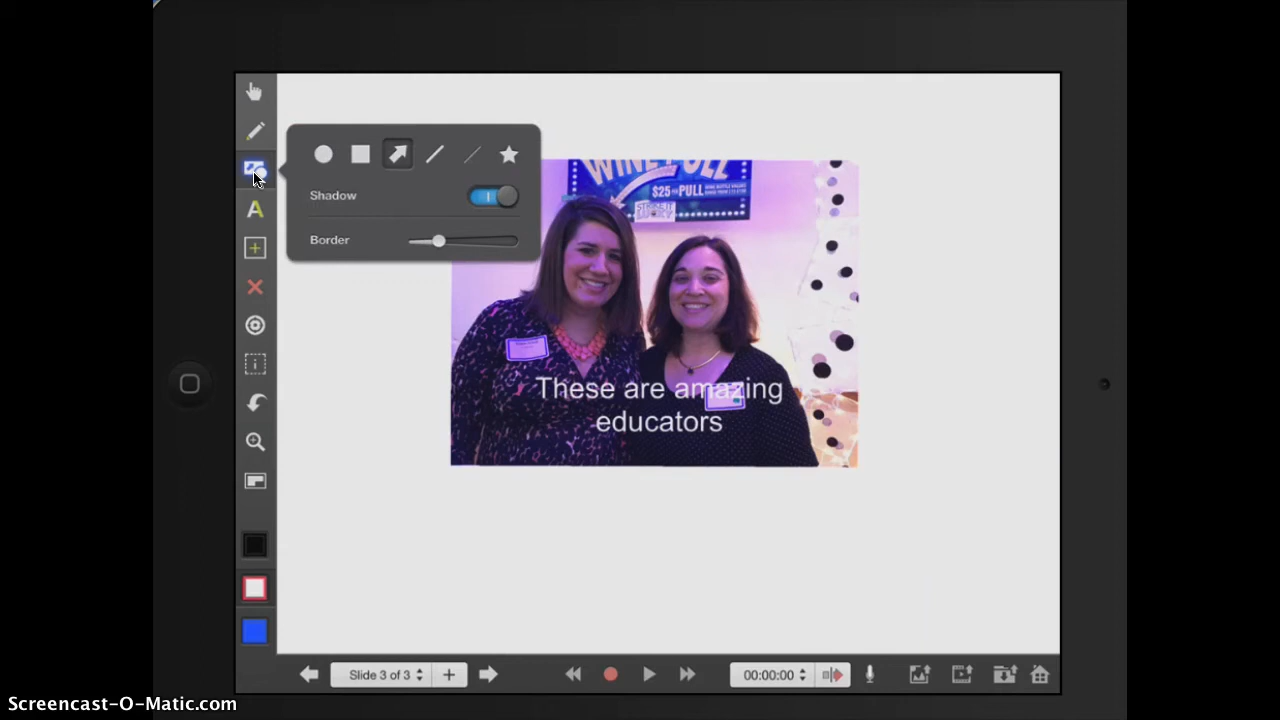 A
WINE PULL
$25 FOR PULL
Shadow
Border
These are amazing
educators
Slide 3 of 3
00:00:00
Screencast-O-Matic.com